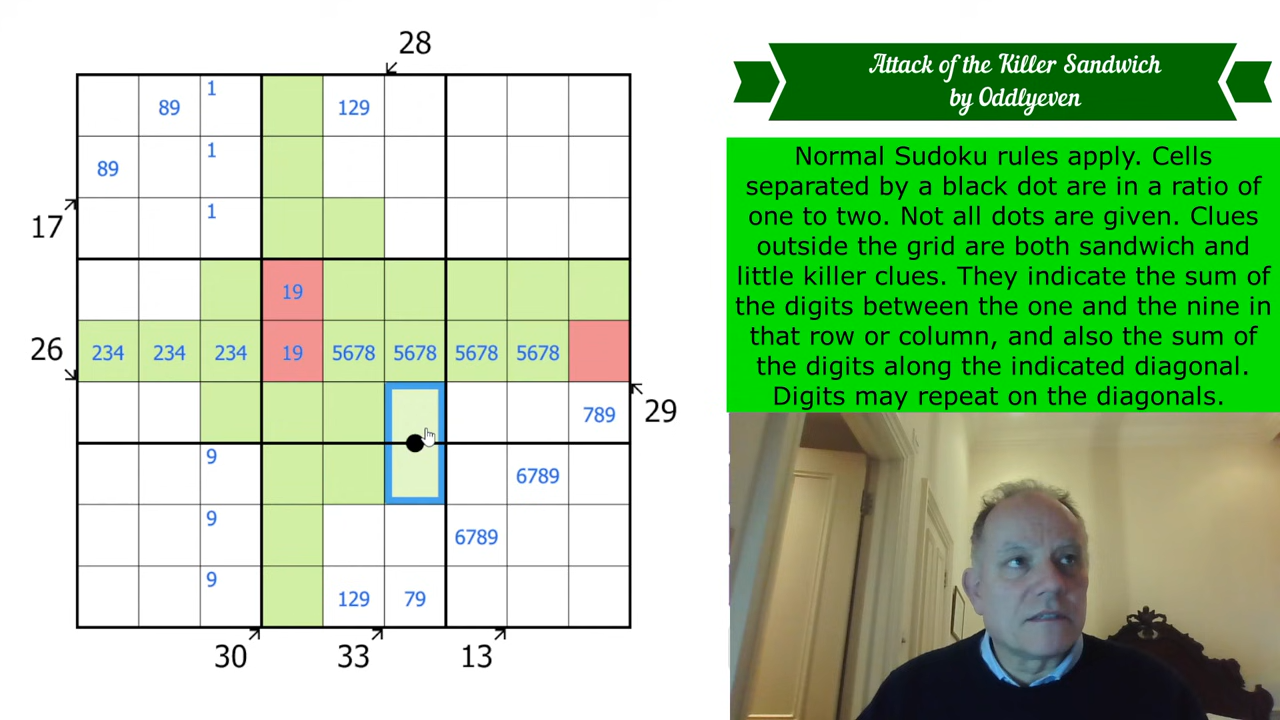 28
Attack of the Killer Sandwich
by Oddlyeven
Normal Sudoku rules apply. Cells
separated by a black dot are in a ratio of
one to two. Not all dots are given. Clues
outside the grid are both sandwich and
little killer clues. They indicate the sum of
the digits between the one and the nine in
that row or column, and also the sum of
the digits along the indicated diagonal.
Digits may repeat on the diagonals.
89 1 129
89 1
17 1
19
26 234 234 234 19 5678 5678 5678 5678
789 29
9 6789
9 6789
9 129 79
30 33 13